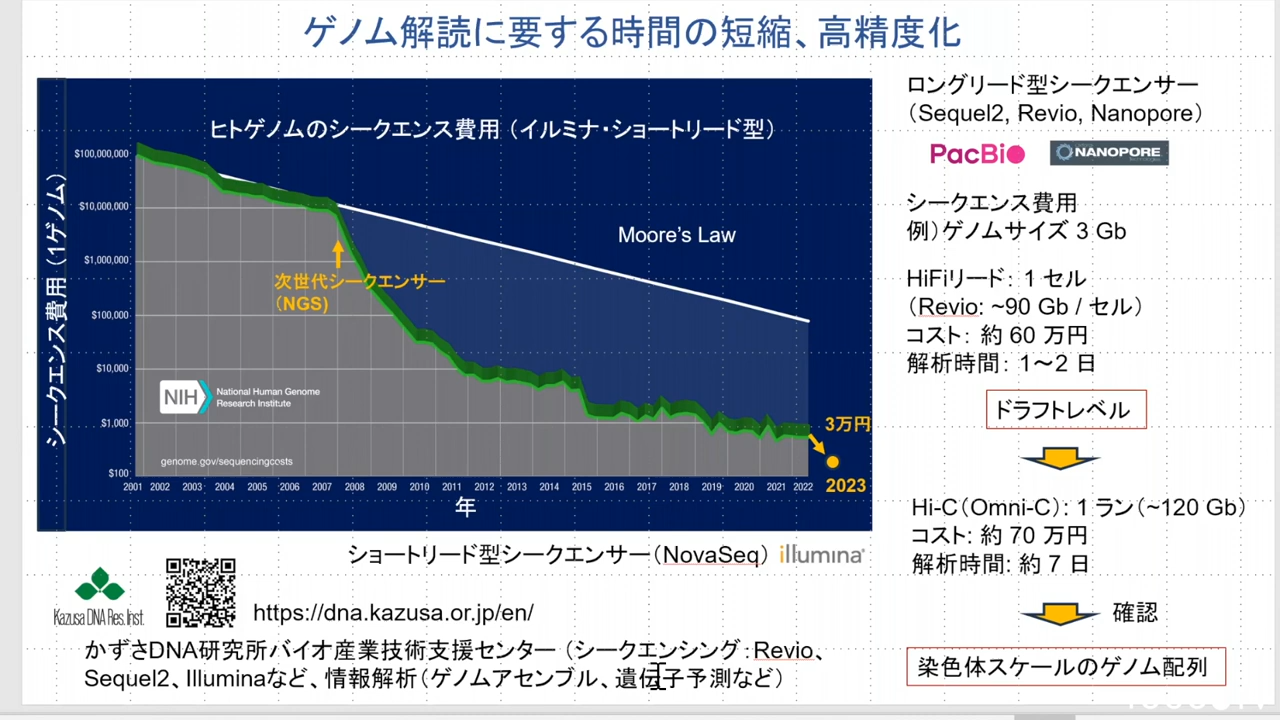 ゲノム解読に要する時間の短縮、高精度化
ヒトゲノムのシークエンス費用（イルミナ・ショートリード型）
シークエンス費用（1ゲノム）
$100,000,000
$10,000,000
$1,000,000
$100,000
$10,000
$1,000
$100
Moore's Law
次世代シークエンサー
（NGS)
NIH
National Human Genome
Research Institute
genome.gov/sequencingcosts
3万円
2023
2001 2002 2003 2004 2005 2006 2007 2008 2009 2010 2011 2012 2013 2014 2015 2016 2017 2018 2019 2020 2021 2022
年
ショートリード型シークエンサー（NovaSeq） illumina
Kazusa DNA Res. Inst.
https://dna.kazusa.or.jp/en/
かずさDNA研究所バイオ産業技術支援センター （シークエンシング：Revio、
Sequel2、Illuminaなど、情報解析（ゲノムアセンブル、遺伝子予測など）
ロングリード型シークエンサー
（Sequel2, Revio, Nanopore）
PacBio
NANOPORE
シークエンス費用
例）ゲノムサイズ 3 Gb
HiFiリード： 1 セル
（Revio: ~90 Gb / セル）
コスト： 約 60 万円
解析時間： 1～2 日
ドラフトレベル
Hi-C（Omni-C）: 1 ラン（~120 Gb）
コスト: 約 70 万円
解析時間: 約 7 日
確認
染色体スケールのゲノム配列